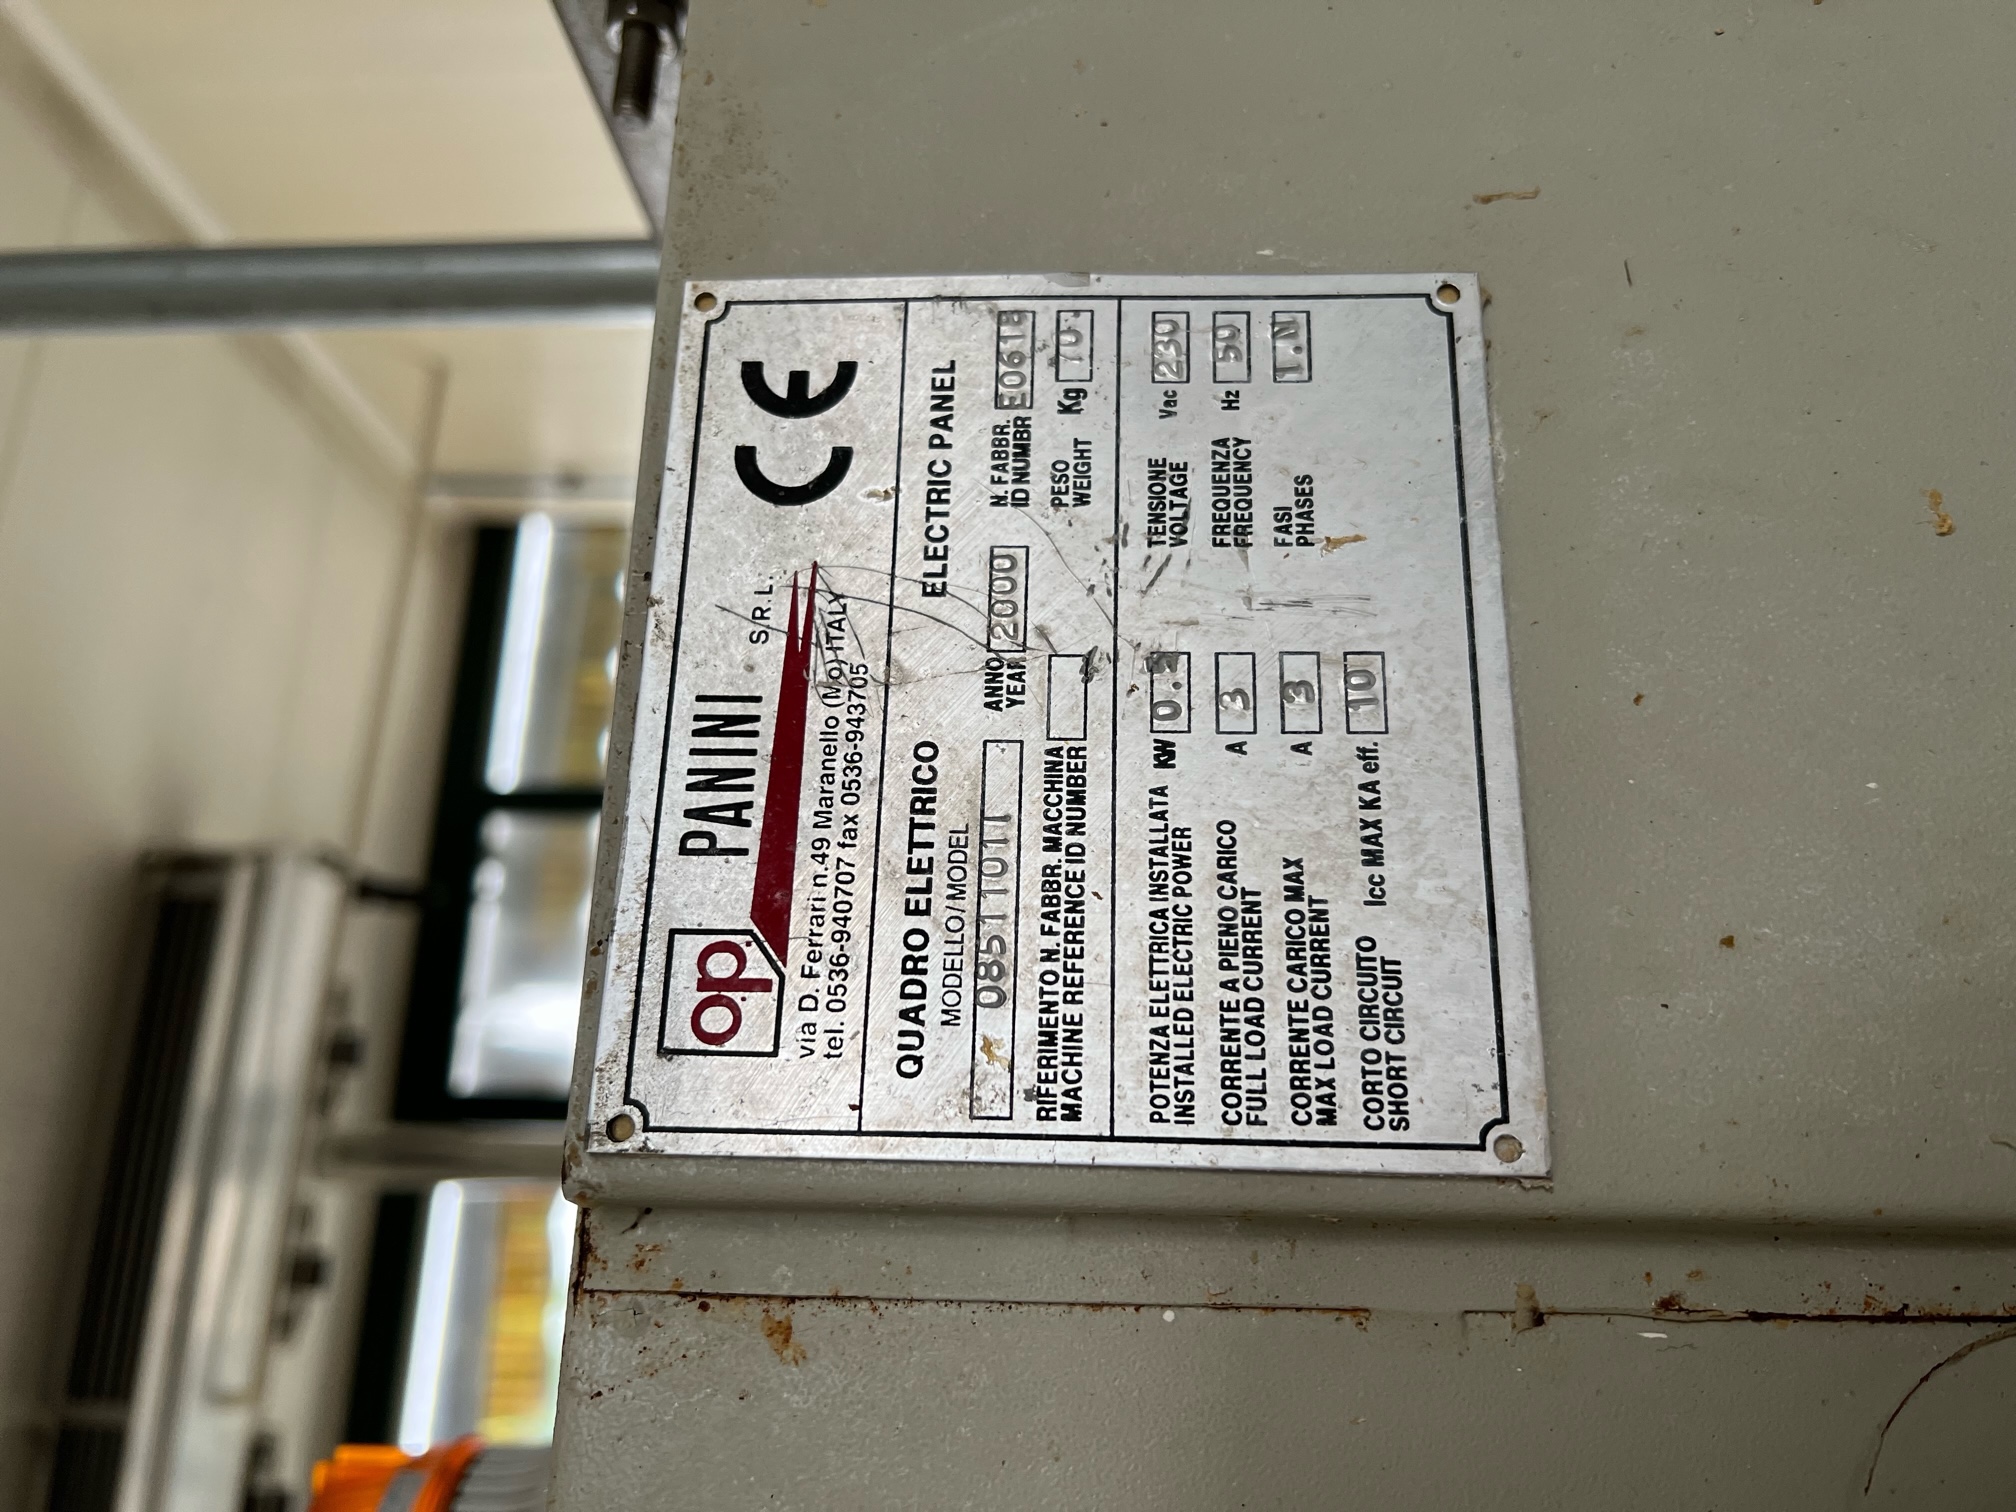 op PANINI S.R.L. CE
via D. Ferrari n.49 Maranello (Mo) ITALY
tel. 0536-940707 fax 0536-943705
QUADRO ELETTRICO ELECTRIC PANEL
MODELLO/MODEL
08511011
ANNO
YEAR 2000
N. FABBR.
ID NUMBR
RIFERIMENTO N. FABBR. MACCHINA
MACHINE REFERENCE ID NUMBER
PESO
WEIGHT Kg 70
POTENZA ELETTRICA INSTALLATA
INSTALLED ELECTRIC POWER KW
TENSIONE
VOLTAGE Vac 230
CORRENTE A PIENO CARICO
FULL LOAD CURRENT A 3
FREQUENZA
FREQUENCY Hz 50
CORRENTE CARICO MAX
MAX LOAD CURRENT A 3
FASI
PHASES 1.N
CORTO CIRCUITO
SHORT CIRCUIT Icc MAX KA eff. 10